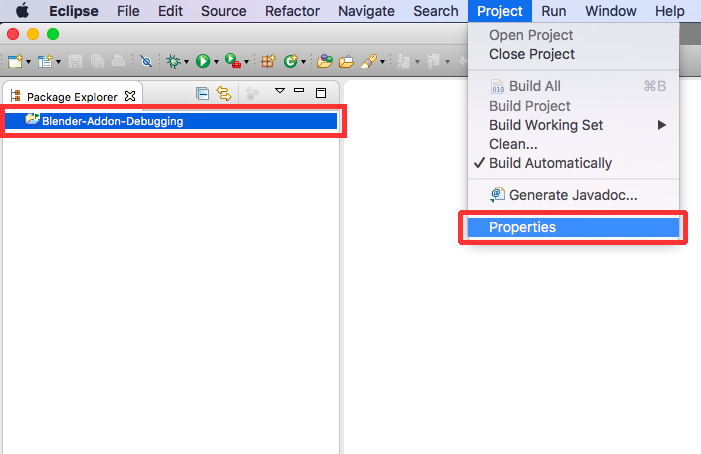 Eclipse File Edit Source Refactor Navigate Search Project Run Window Help
Open Project
Close Project
Build All ⌘B
Build Project
Build Working Set
Clean...
Build Automatically
Generate Javadoc...
Properties
Package Explorer
Blender-Addon-Debugging